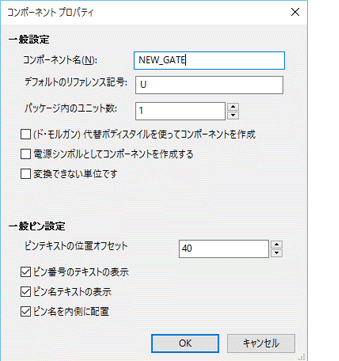 コンポーネント プロパティ
一般設定
コンポーネント名(N): NEW_GATE
デフォルトのリファレンス記号: U
パッケージ内のユニット数: 1
(ド・モルガン) 代替ボディスタイルを使ってコンポーネントを作成
電源シンボルとしてコンポーネントを作成する
変換できない単位です
一般ピン設定
ピンテキストの位置オフセット 40
ピン番号のテキストの表示
ピン名テキストの表示
ピン名を内側に配置
OK キャンセル